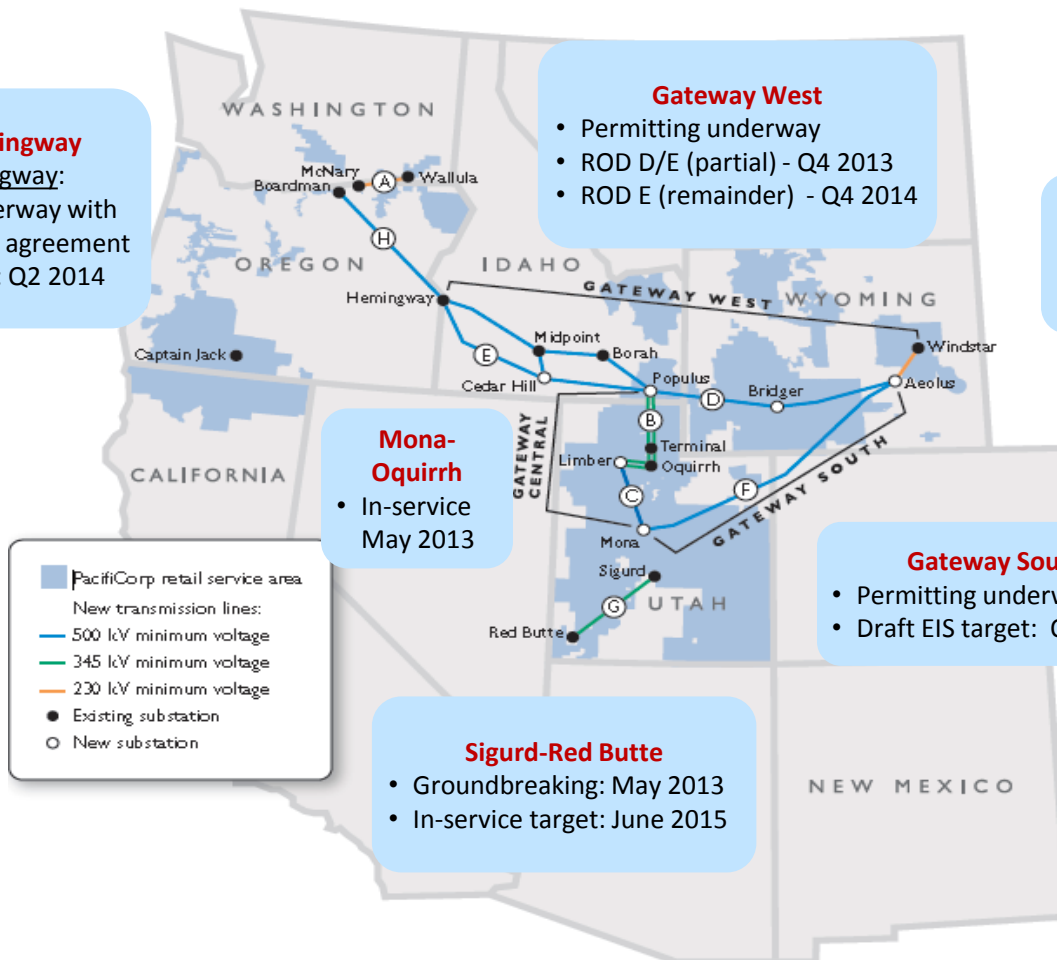 WASHINGTON
McNary
Boardman
A
Wallula
H
OREGON
IDAHO
Hemingway
GATEWAY WEST
WYOMING
Captain Jack
E
Midpoint
Borah
Cedar Hill
Populus
D
Bridger
Windstar
Aeolus
B
Terminal
Limber
Oquirrh
GATEWAY
CENTRAL
C
F
GATEWAY SOUTH
Mona
CALIFORNIA
Sigurd
G
UTAH
Red Butte
NEW MEXICO
ingway
gway:
erway with
agreement
: Q2 2014
Gateway West
• Permitting underway
• ROD D/E (partial) - Q4 2013
• ROD E (remainder) - Q4 2014
Mona-
Oquirrh
• In-service
May 2013
Gateway Sou
• Permitting underw
• Draft EIS target:
Sigurd-Red Butte
• Groundbreaking: May 2013
• In-service target: June 2015
PacifiCorp retail service area
New transmission lines:
500 kV minimum voltage
345 kV minimum voltage
230 kV minimum voltage
Existing substation
New substation